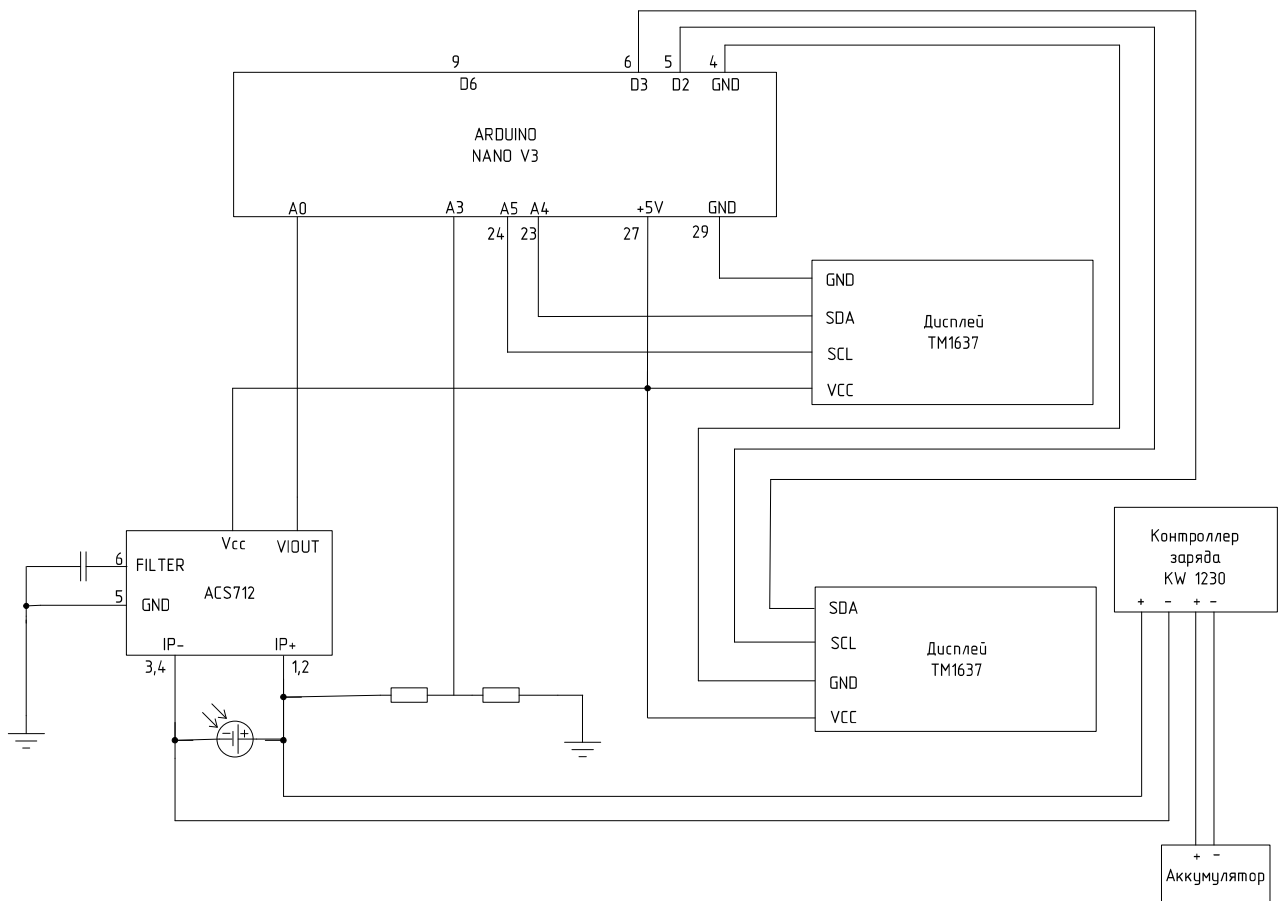 9 6 5 4
D6 D3 D2 GND
ARDUINO
NANO V3
A0 A3 A5 A4 +5V GND
24 23 27 29
GND
SDA
SCL
VCC
Дисплей
TM1637
Vcc VIOUT
6 FILTER
ACS712
5 GND
IP- IP+
3,4 1,2
- +
SDA
SCL
GND
VCC
Дисплей
TM1637
Контроллер
заряда
KW 1230
+ - + -
+ -
Аккумулятор